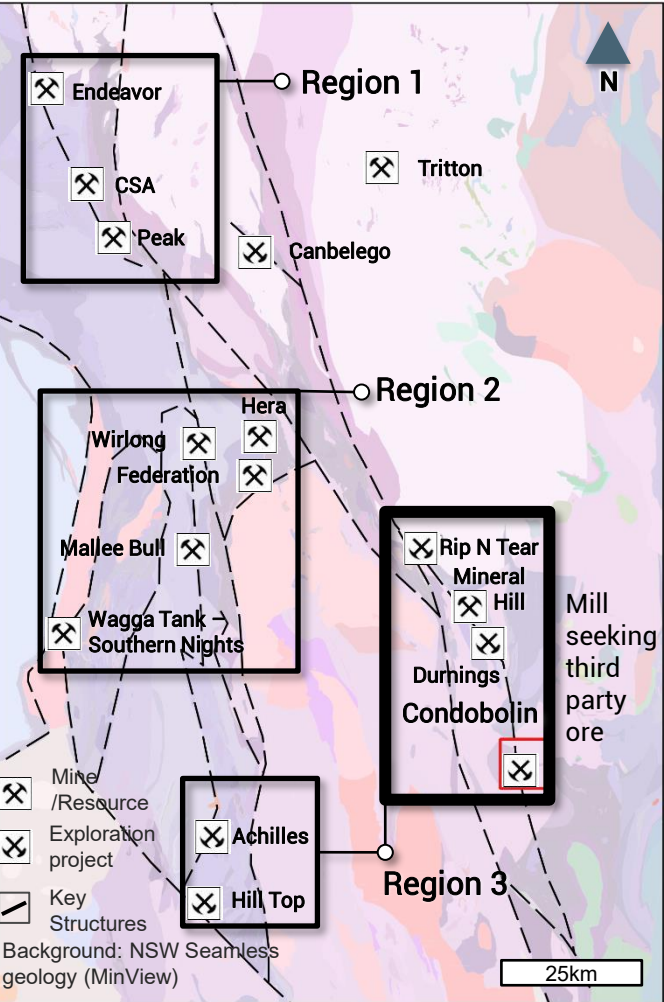 Region 1
N
Endeavor
Tritton
CSA
Peak
Canbelego
Region 2
Hera
Wirlong
Federation
Mallee Bull
Wagga Tank –
Southern Nights
Rip N Tear
Mineral
Hill
Durnings
Condobolin
Mill
seeking
third
party
ore
Achilles
Hill Top
Region 3
Mine
/Resource
Exploration
project
Key
Structures
Background: NSW Seamless
geology (MinView)
25km